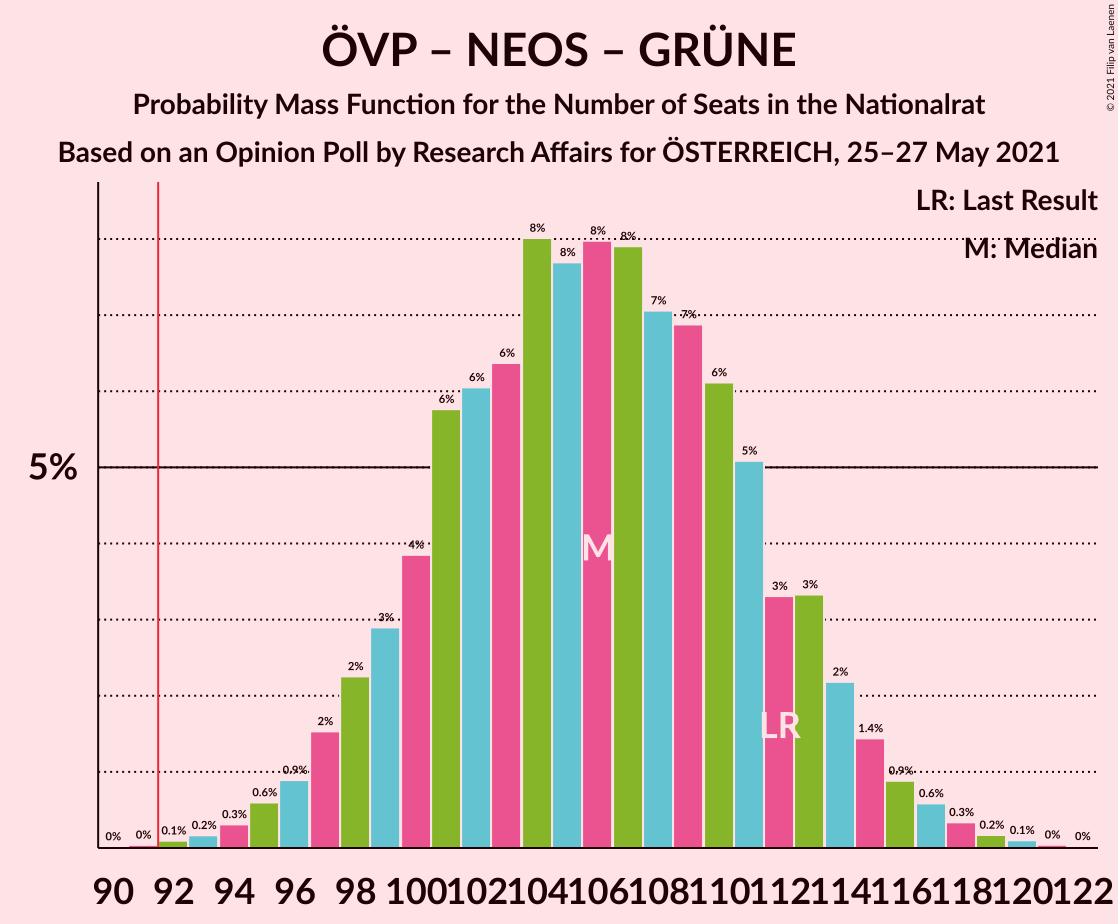 ÖVP – NEOS – GRÜNE
Probability Mass Function for the Number of Seats in the Nationalrat
Based on an Opinion Poll by Research Affairs for ÖSTERREICH, 25–27 May 2021
© 2021 Filip van Laenen
LR: Last Result
M: Median
5%
0% 0% 0.1% 0.2% 0.3% 0.6% 0.9% 2% 2% 3% 4% 6% 6% 6% 8% 8% 8% 8% 7% 7% 6% 5% 3% 3% 2% 1.4% 0.9% 0.6% 0.3% 0.2% 0.1% 0% 0%
M
LR
90 92 94 96 98 100 102 104 106 108 110 112 114 116 118 120 122